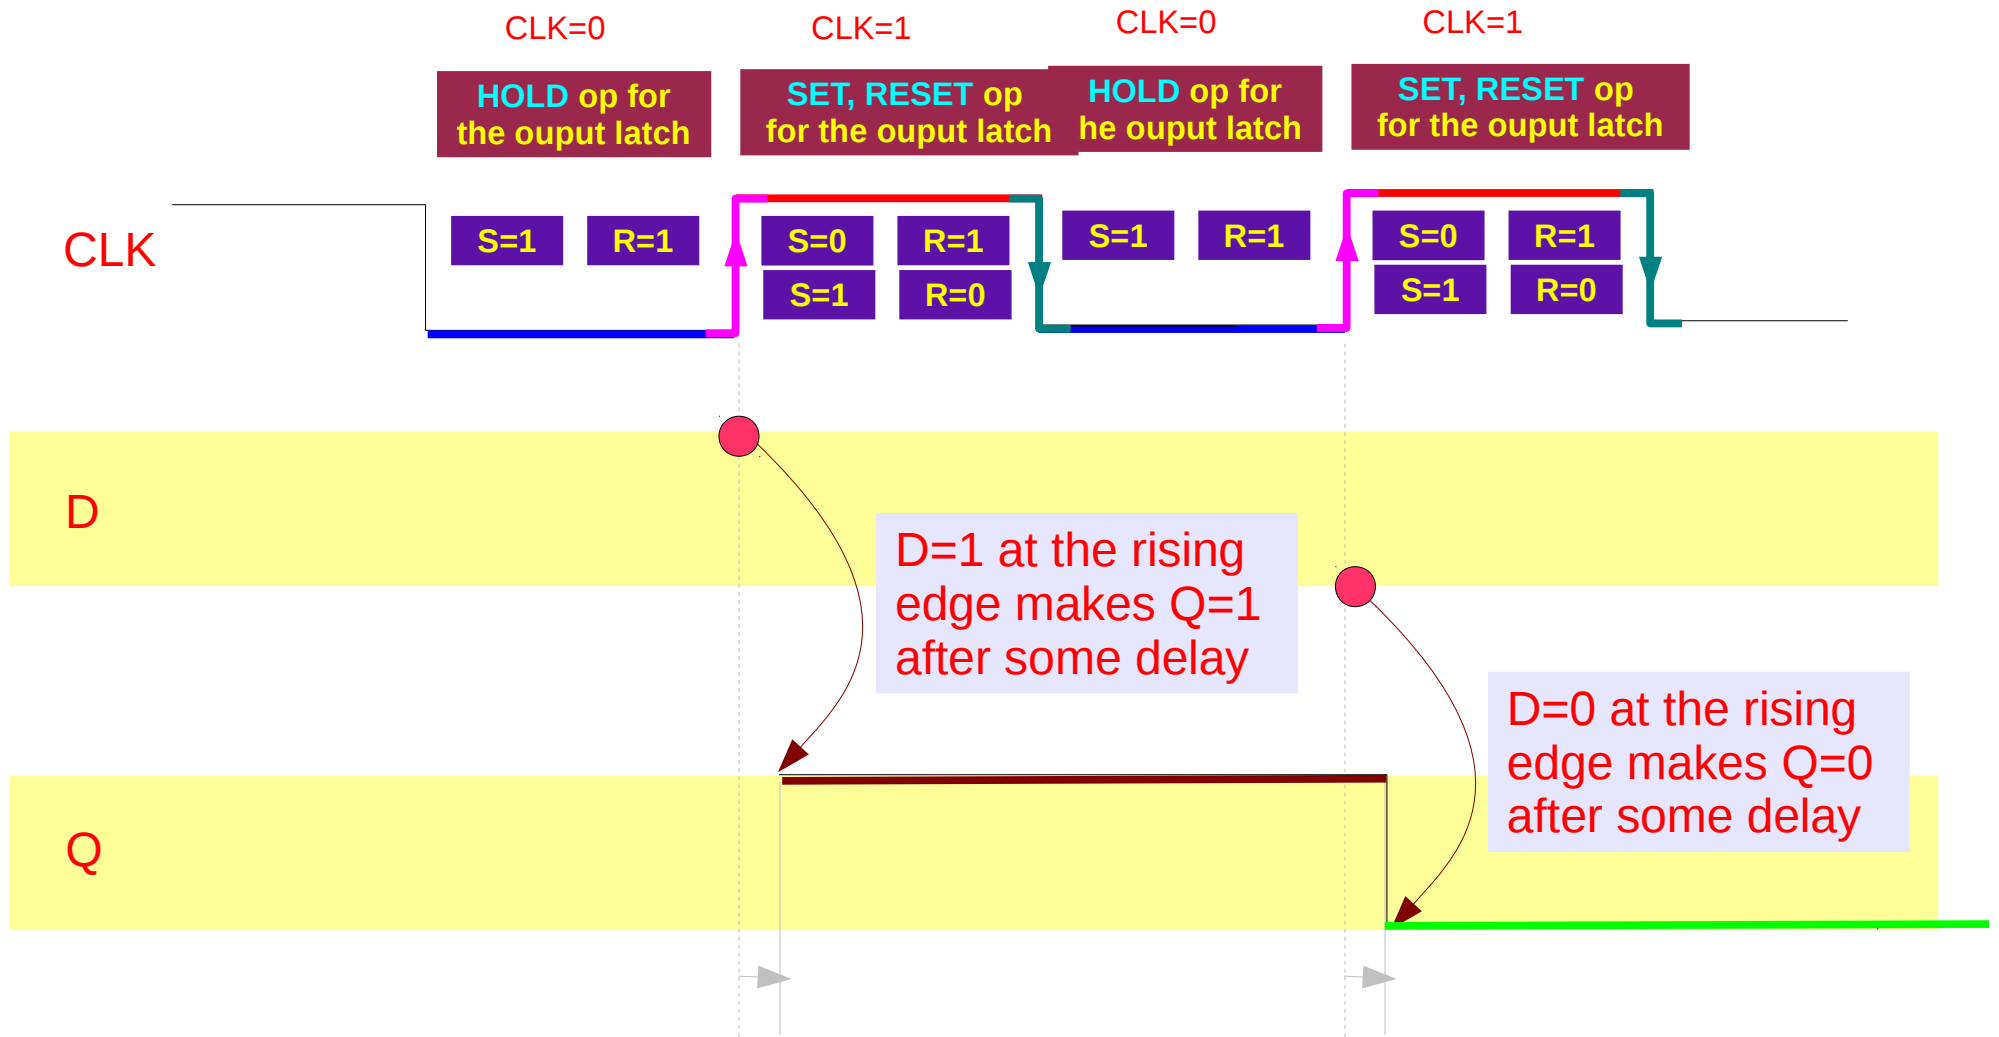 CLK=0
CLK=1
CLK=0
CLK=1
HOLD op for
the ouput latch
SET, RESET op
for the ouput latch
HOLD op for
he ouput latch
SET, RESET op
for the ouput latch
CLK
S=1
R=1
S=0
R=1
S=1
R=0
S=1
R=1
S=0
R=1
S=1
R=0
D
D=1 at the rising
edge makes Q=1
after some delay
D=0 at the rising
edge makes Q=0
after some delay
Q